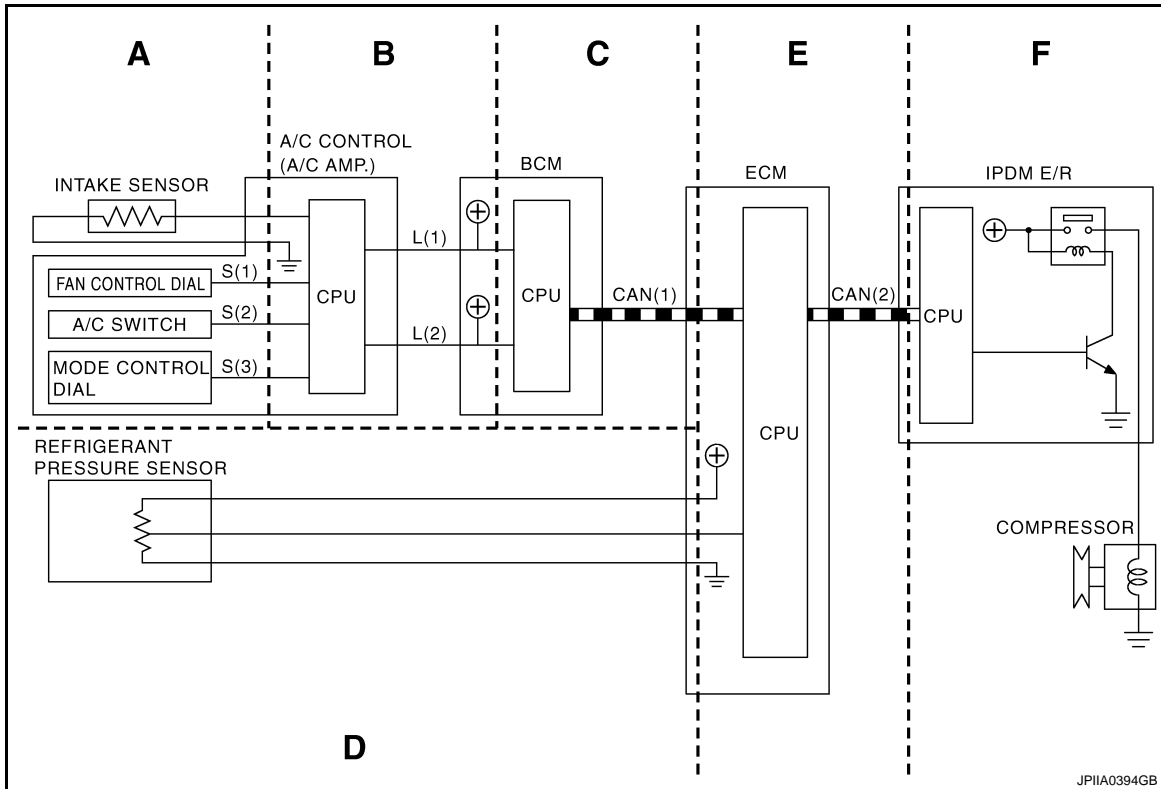 A
B
C
E
F
A/C CONTROL
(A/C AMP.)
BCM
ECM
IPDM E/R
INTAKE SENSOR
L(1)
S(1)
FAN CONTROL DIAL
CPU
CPU
CAN(1)
CAN(2)
CPU
S(2)
A/C SWITCH
L(2)
S(3)
MODE CONTROL
DIAL
CPU
REFRIGERANT
PRESSURE SENSOR
COMPRESSOR
D
JPIIA0394GB